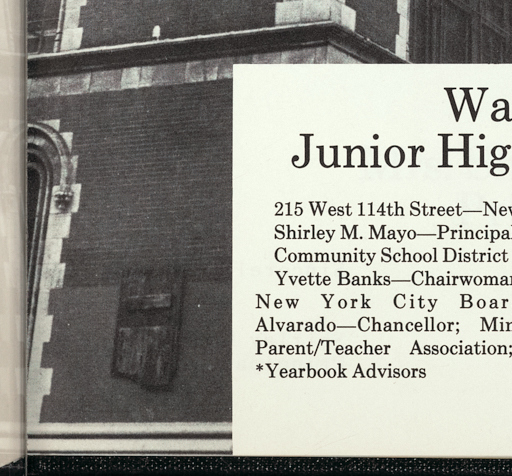 Wa
Junior Hig
215 West 114th Street—Nev
Shirley M. Mayo—Principal
Community School District
Yvette Banks—Chairwoman
New York City Boar
Alvarado—Chancellor; Min
Parent/Teacher Association;
*Yearbook Advisors